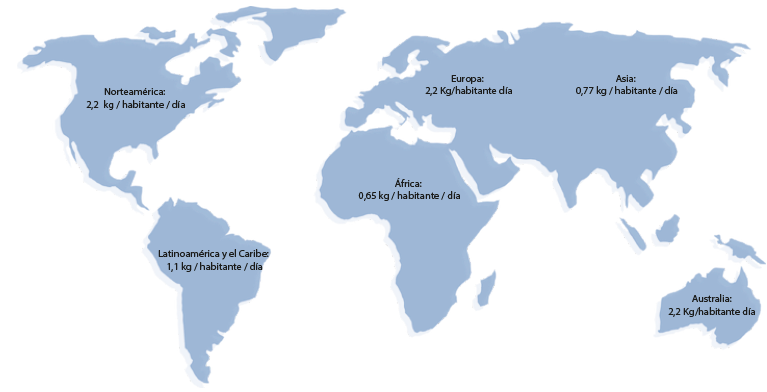 Norteamérica:
2,2 kg / habitante / día
Europa:
2,2 Kg/habitante día
Asia:
0,77 kg / habitante / día
África:
0,65 kg / habitante / día
Latinoamérica y el Caribe:
1,1 kg / habitante / día
Australia:
2,2 Kg/habitante día